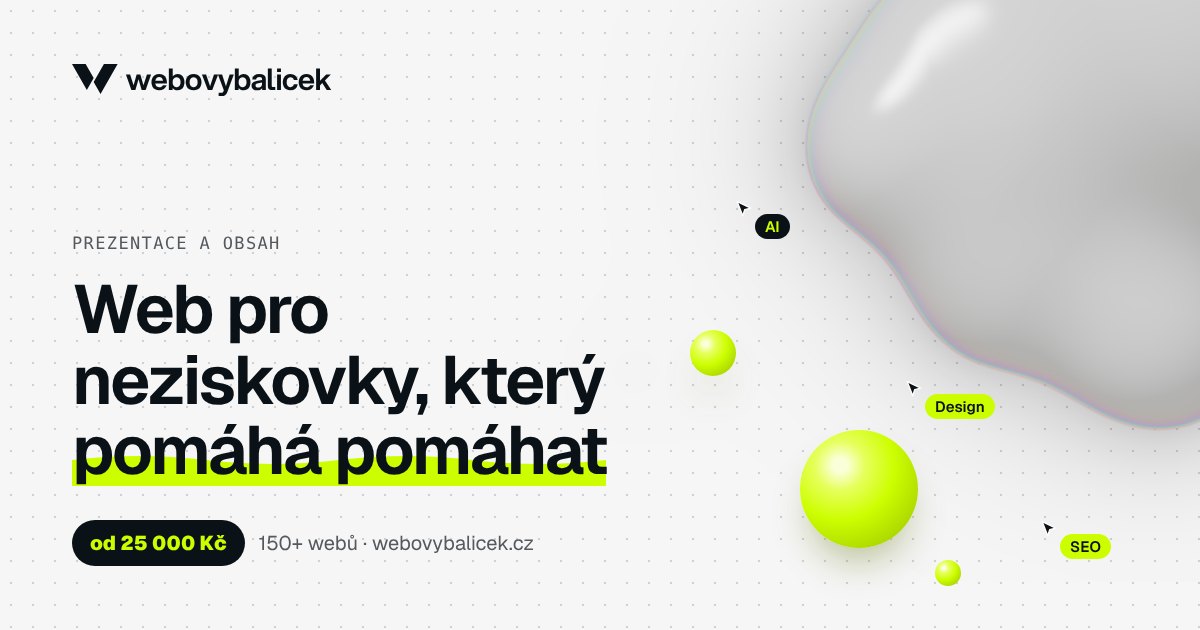 webovybalicek
PREZENTACE A OBSAH
Web pro
neziskovky, který
pomáhá pomáhat
od 25 000 Kč
150+ webů · webovybalicek.cz
AI
Design
SEO